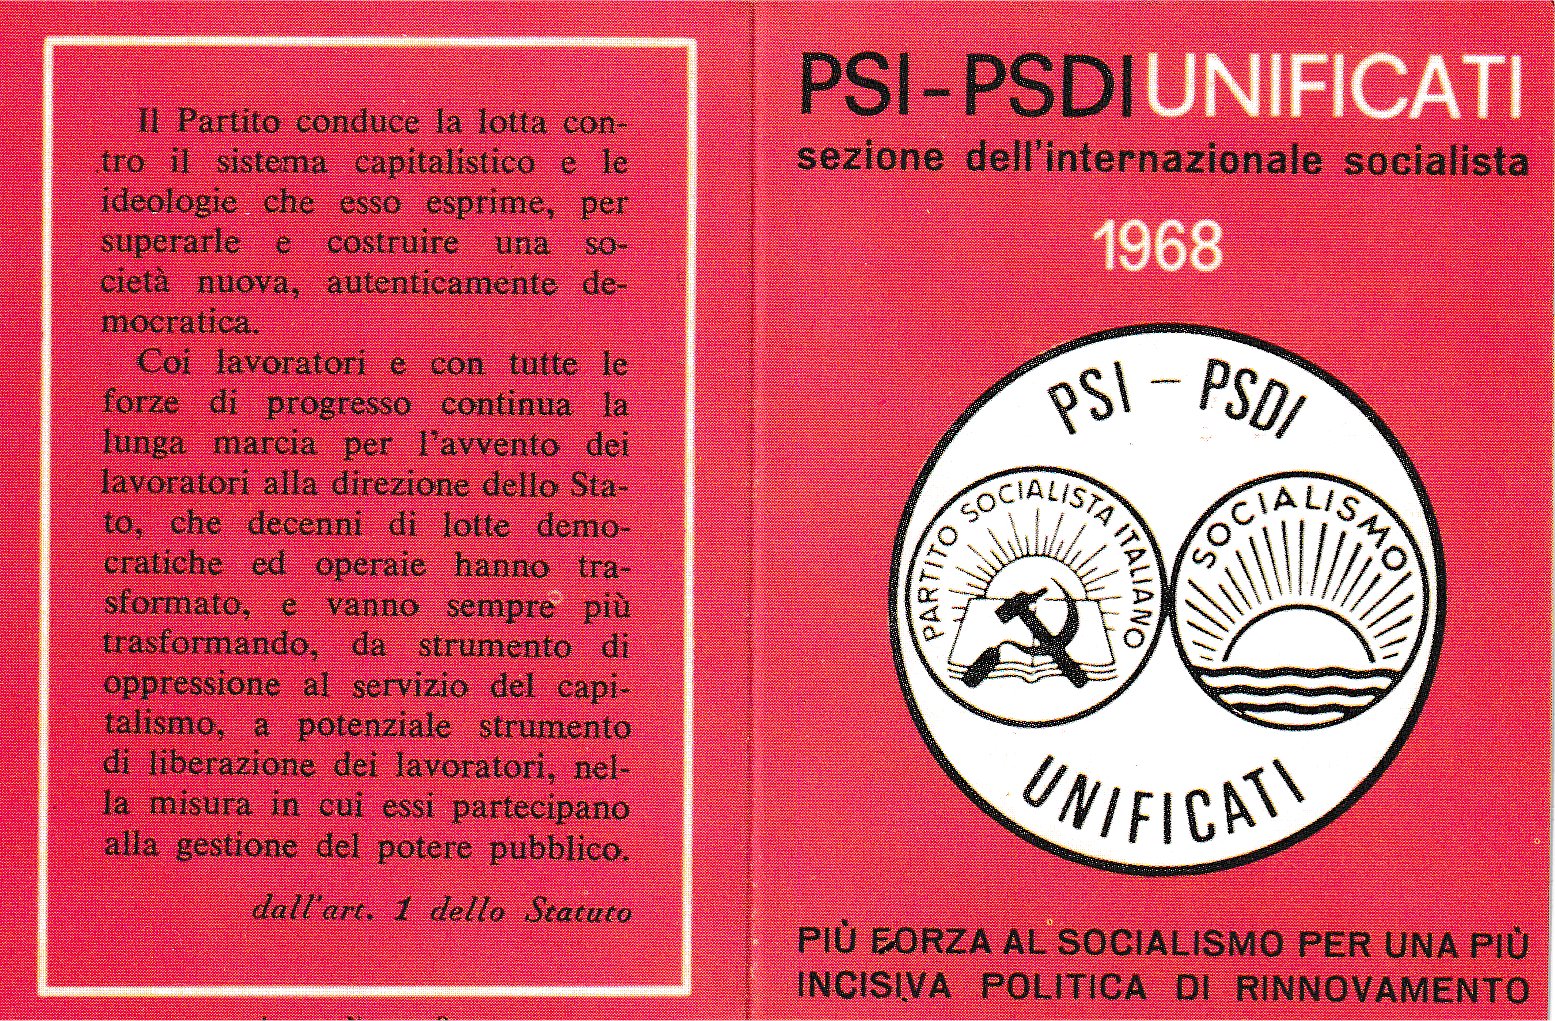 Il Partito conduce la lotta con-
tro il sistema capitalistico e le
ideologie che esso esprime, per
superarle e costruire una so-
cietà nuova, autenticamente de-
mocratica.
Coi lavoratori e con tutte le
forze di progresso continua la
lunga marcia per l'avvento dei
lavoratori alla direzione dello Sta-
to, che decenni di lotte demo-
cratiche ed operaie hanno tra-
sformato, e vanno sempre più
trasformando, da strumento di
oppressione al servizio del capi-
talismo, a potenziale strumento
di liberazione dei lavoratori, nel-
la misura in cui essi partecipano
alla gestione del potere pubblico.
dall'art. 1 dello Statuto
PSI-PSDI UNIFICATI
sezione dell'internazionale socialista
1968
PSI - PSDI
PARTITO SOCIALISTA ITALIANO
SOCIALISMO
UNIFICATI
PIÙ FORZA AL SOCIALISMO PER UNA PIÙ
INCISIVA POLITICA DI RINNOVAMENTO